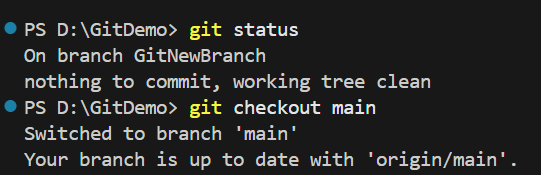 PS D:\GitDemo> git status
On branch GitNewBranch
nothing to commit, working tree clean
PS D:\GitDemo> git checkout main
Switched to branch 'main'
Your branch is up to date with 'origin/main'.